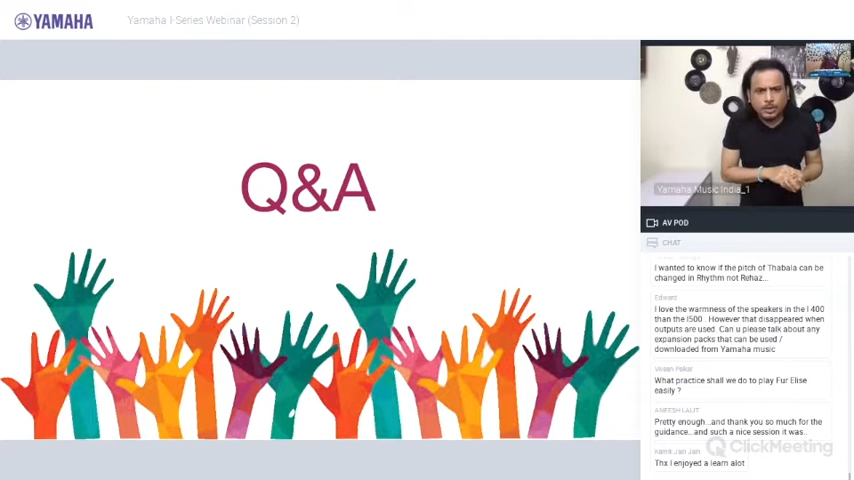 YAMAHA
Yamaha I-Series Webinar (Session 2)
Q&A
Yamaha Music India_1
AV POD
CHAT
I wanted to know if the pitch of Thabala can be
changed in Rhythm not Rehaz...
Edward
I love the warmness of the speakers in the I 400
than the I500 . However that disappeared when
outputs are used. Can u please talk about any
expansion packs that can be used /
downloaded from Yamaha music
What practice shall we do to play Fur Elise
easily ?
ANEESH LALIT
Pretty enough...and thank you so much for the
guidance...and such a nice session it was..
ClickMeeting
Thx I enjoyed a learn alot